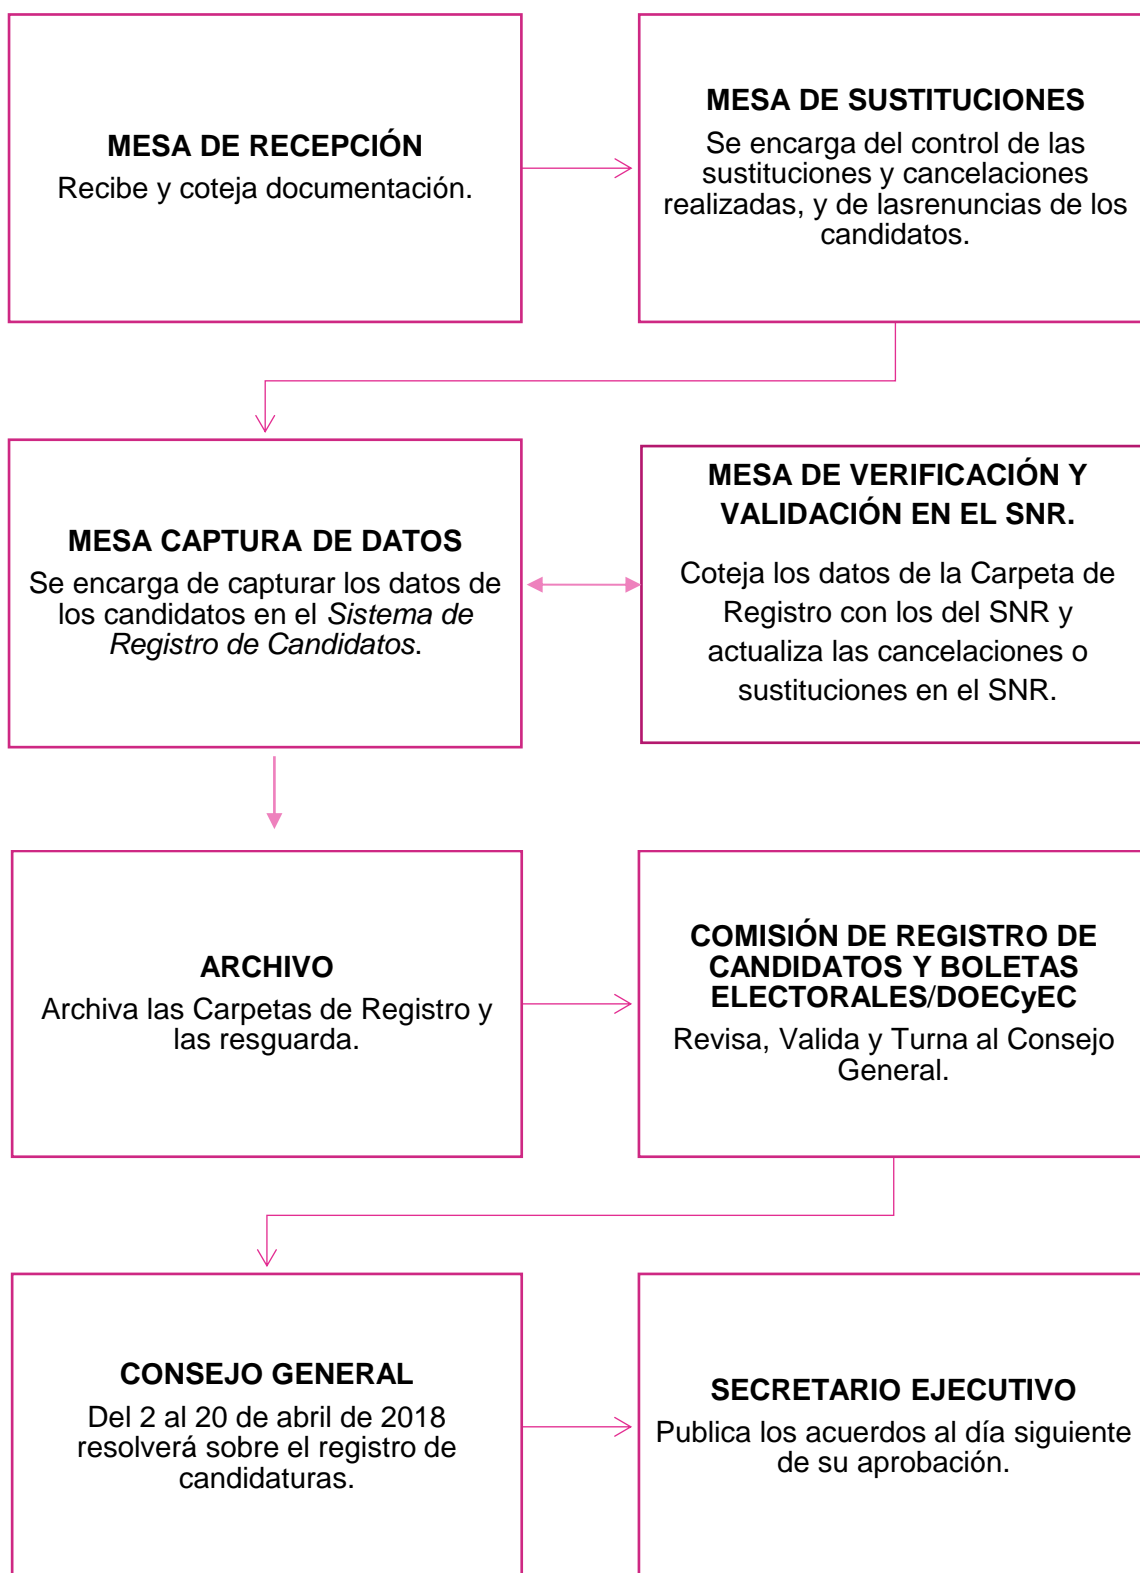 MESA DE RECEPCIÓN
Recibe y coteja documentación.
MESA DE SUSTITUCIONES
Se encarga del control de las
sustituciones y cancelaciones
realizadas, y de lasrenuncias de los
candidatos.
MESA CAPTURA DE DATOS
Se encarga de capturar los datos de
los candidatos en el Sistema de
Registro de Candidatos.
MESA DE VERIFICACIÓN Y
VALIDACIÓN EN EL SNR.
Coteja los datos de la Carpeta de
Registro con los del SNR y
actualiza las cancelaciones o
sustituciones en el SNR.
ARCHIVO
Archiva las Carpetas de Registro y
las resguarda.
COMISIÓN DE REGISTRO DE
CANDIDATOS Y BOLETAS
ELECTORALES/DOECyEC
Revisa, Valida y Turna al Consejo
General.
CONSEJO GENERAL
Del 2 al 20 de abril de 2018
resolverá sobre el registro de
candidaturas.
SECRETARIO EJECUTIVO
Publica los acuerdos al día siguiente
de su aprobación.